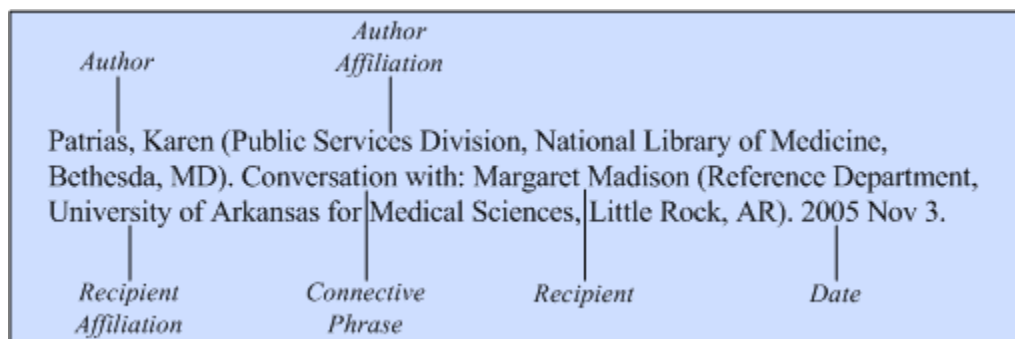 Author
Author
Affiliation
Patrias, Karen (Public Services Division, National Library of Medicine,
Bethesda, MD). Conversation with: Margaret Madison (Reference Department,
University of Arkansas for Medical Sciences, Little Rock, AR). 2005 Nov 3.
Recipient
Affiliation
Connective
Phrase
Recipient
Date